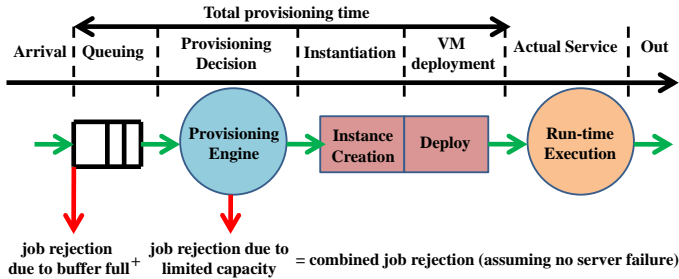 Total provisioning time
Arrival
Queuing
Provisioning
Decision
Instantiation
VM
deployment
Actual Service
Out
Provisioning
Engine
Instance
Creation
Deploy
Run-time
Execution
job rejection
due to buffer full
+
job rejection due to
limited capacity
= combined job rejection (assuming no server failure)